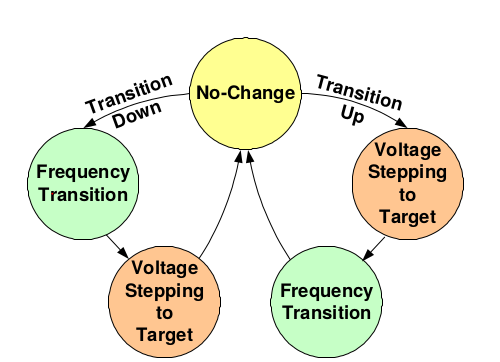 No-Change
Transition
Down
Transition
Up
Frequency
Transition
Voltage
Stepping
to
Target
Voltage
Stepping
to
Target
Frequency
Transition